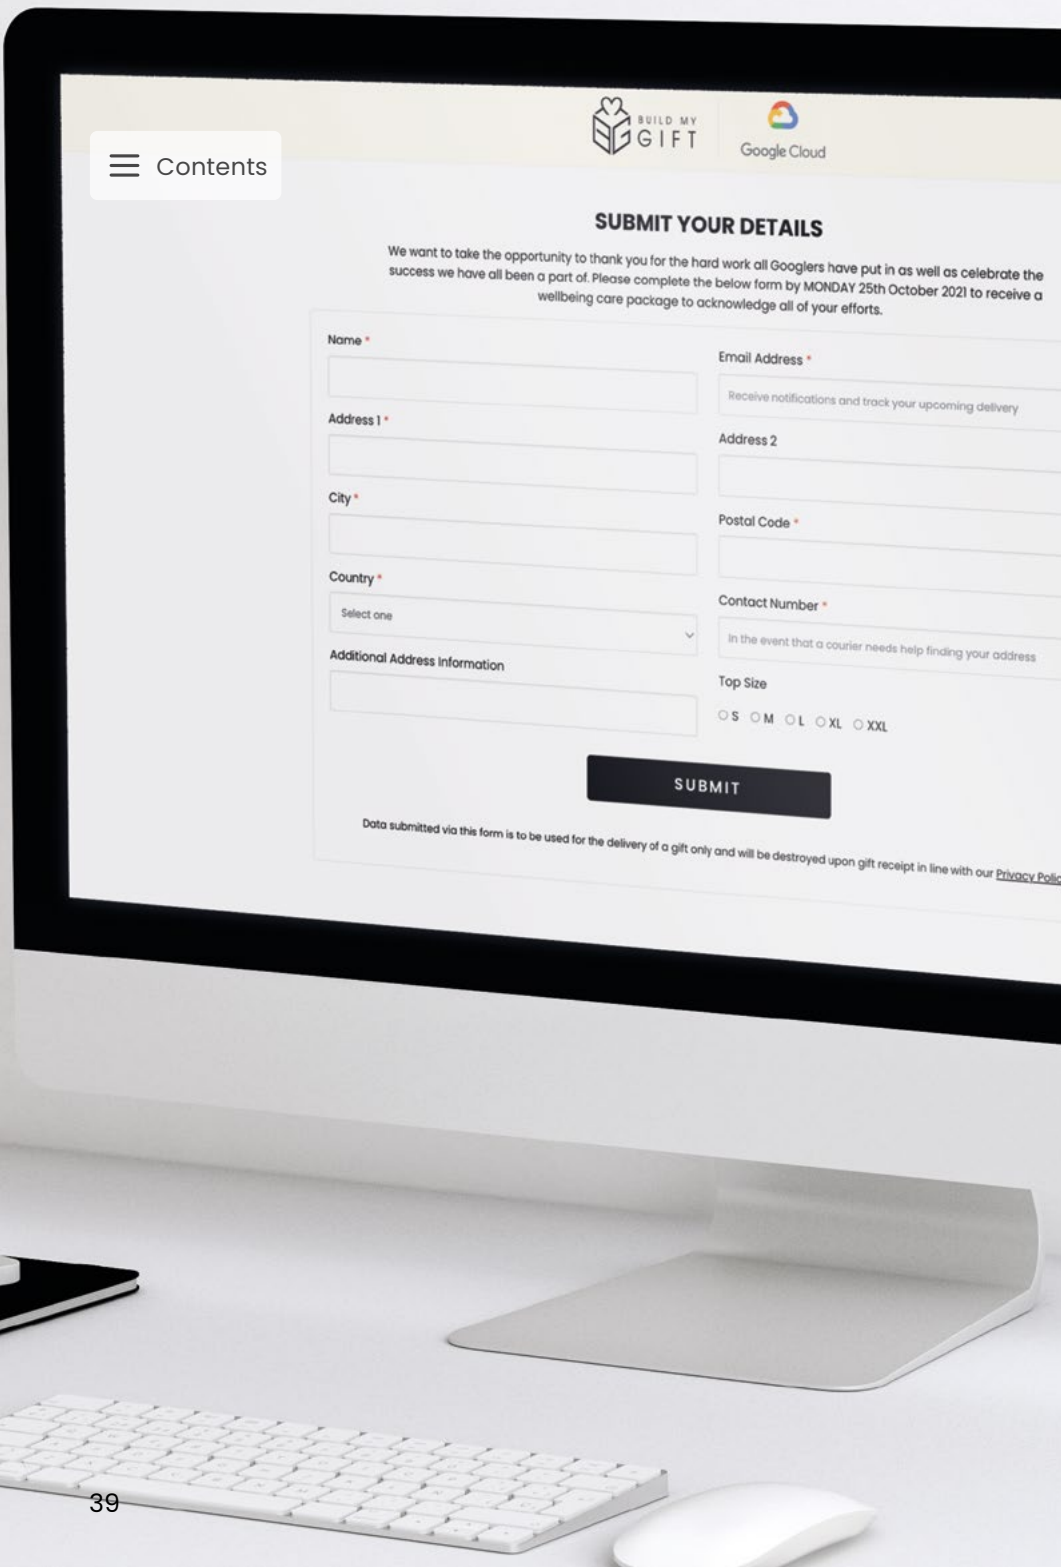 BUILD MY
GIFT
Google Cloud
Contents
SUBMIT YOUR DETAILS
We want to take the opportunity to thank you for the hard work all Googlers have put in as well as celebrate the
success we have all been a part of. Please complete the below form by MONDAY 25th October 2021 to receive a
wellbeing care package to acknowledge all of your efforts.
Name *
Email Address *
Receive notifications and track your upcoming delivery
Address 1 *
Address 2
City *
Postal Code *
Country *
Select one
Contact Number *
In the event that a courier needs help finding your address
Additional Address Information
Top Size
S M L XL XXL
SUBMIT
Data submitted via this form is to be used for the delivery of a gift only and will be destroyed upon gift receipt in line with our Privacy Polic
39